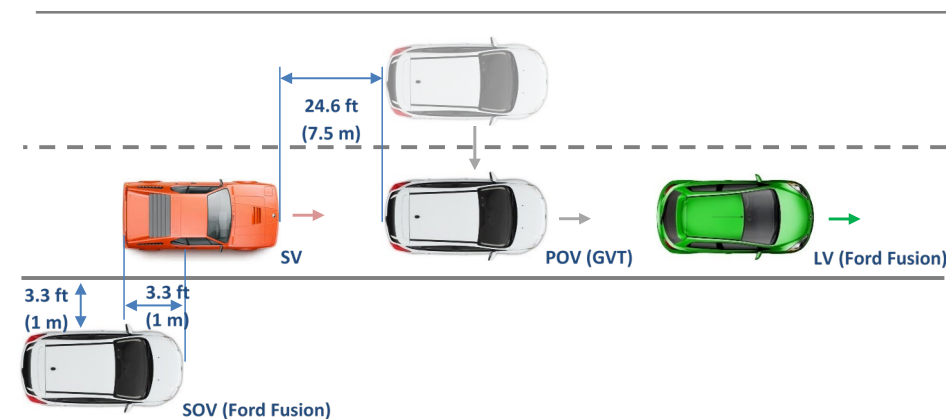 24.6 ft
(7.5 m)
SV
POV (GVT)
LV (Ford Fusion)
3.3 ft
(1 m)
3.3 ft
(1 m)
SOV (Ford Fusion)